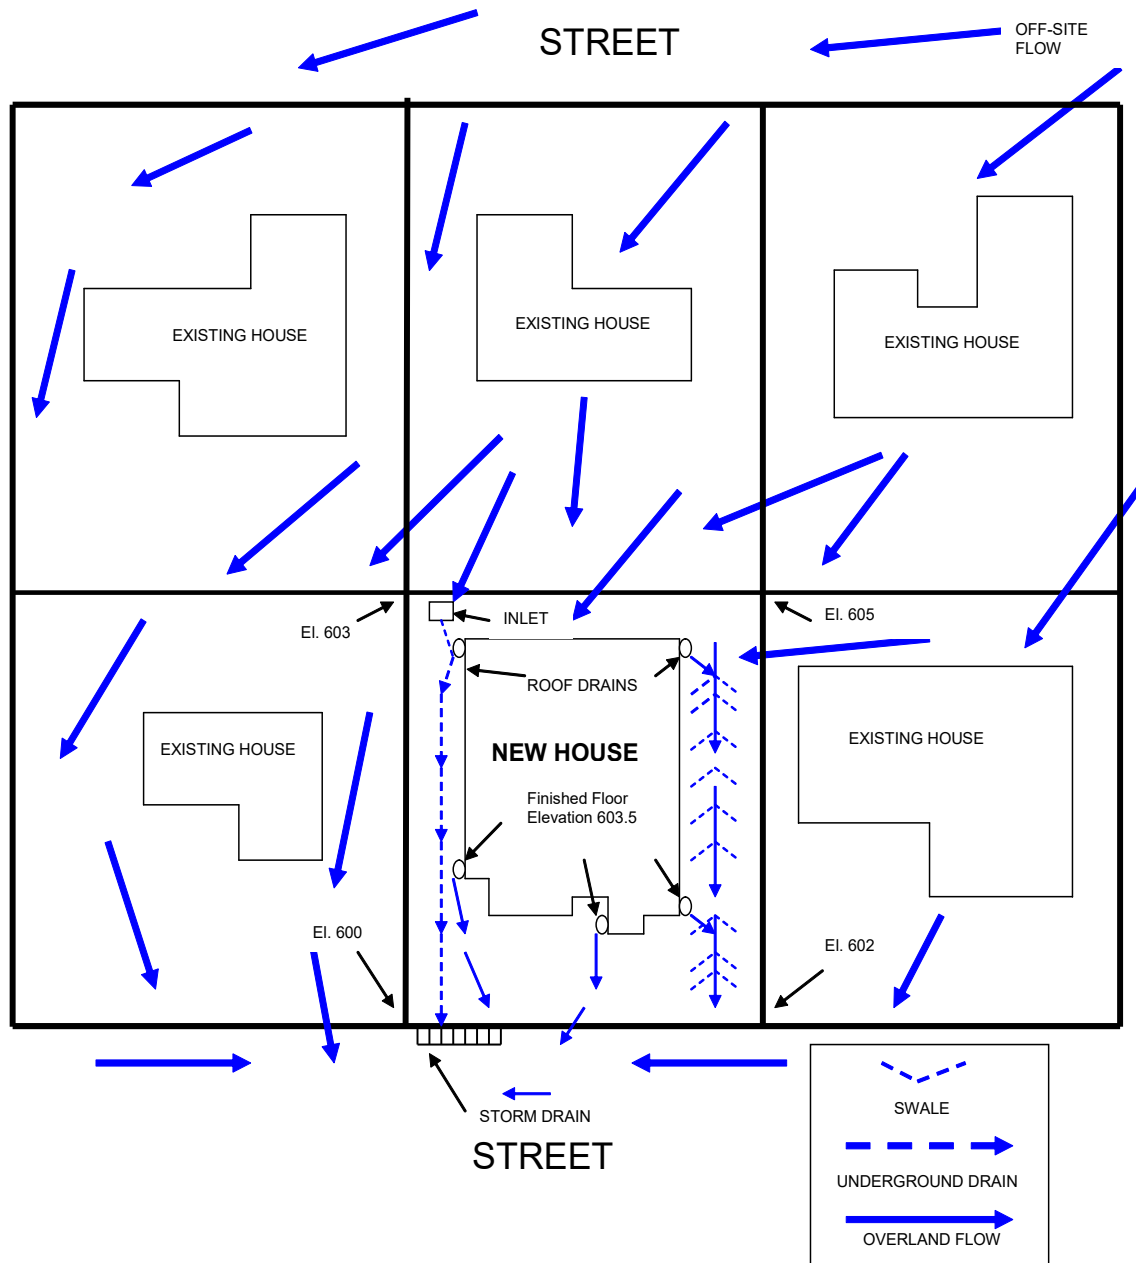 STREET
OFF-SITE
FLOW
EXISTING HOUSE
EXISTING HOUSE
EXISTING HOUSE
El. 603
INLET
El. 605
ROOF DRAINS
EXISTING HOUSE
NEW HOUSE
EXISTING HOUSE
Finished Floor
Elevation 603.5
El. 600
El. 602
STORM DRAIN
STREET
SWALE
UNDERGROUND DRAIN
OVERLAND FLOW